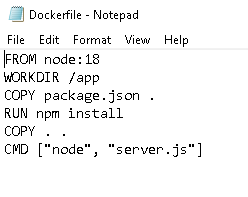 Dockerfile - Notepad
File Edit Format View Help
FROM node:18
WORKDIR /app
COPY package.json .
RUN npm install
COPY . .
CMD ["node", "server.js"]